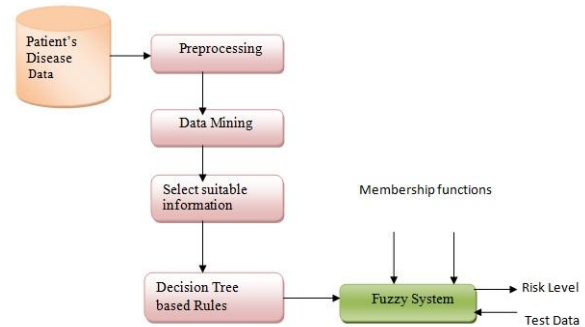 Patient's
Disease
Data
Preprocessing
Data Mining
Select suitable
information
Membership functions
Decision Tree
based Rules
Fuzzy System
Risk Level
Test Data